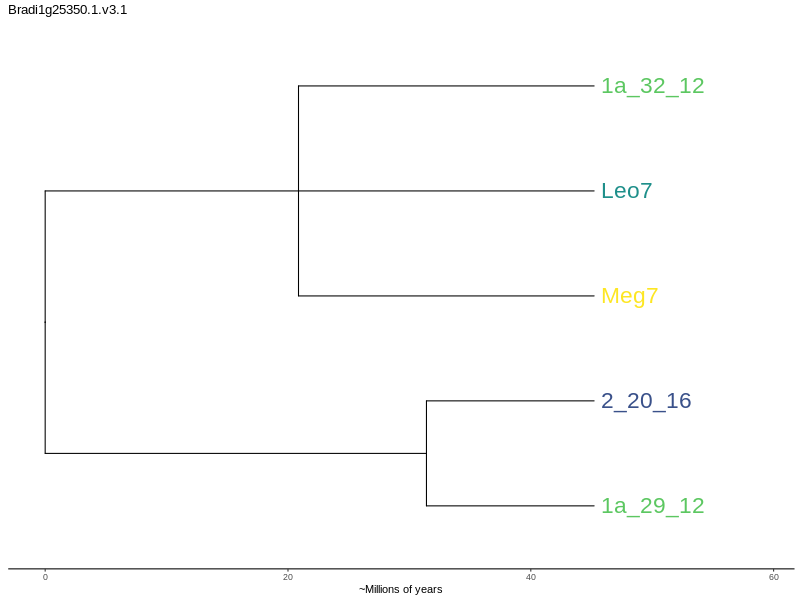 Bradi1g25350.1.v3.1
1a_32_12
Leo7
Meg7
2_20_16
1a_29_12
0 20 40 60
~Millions of years